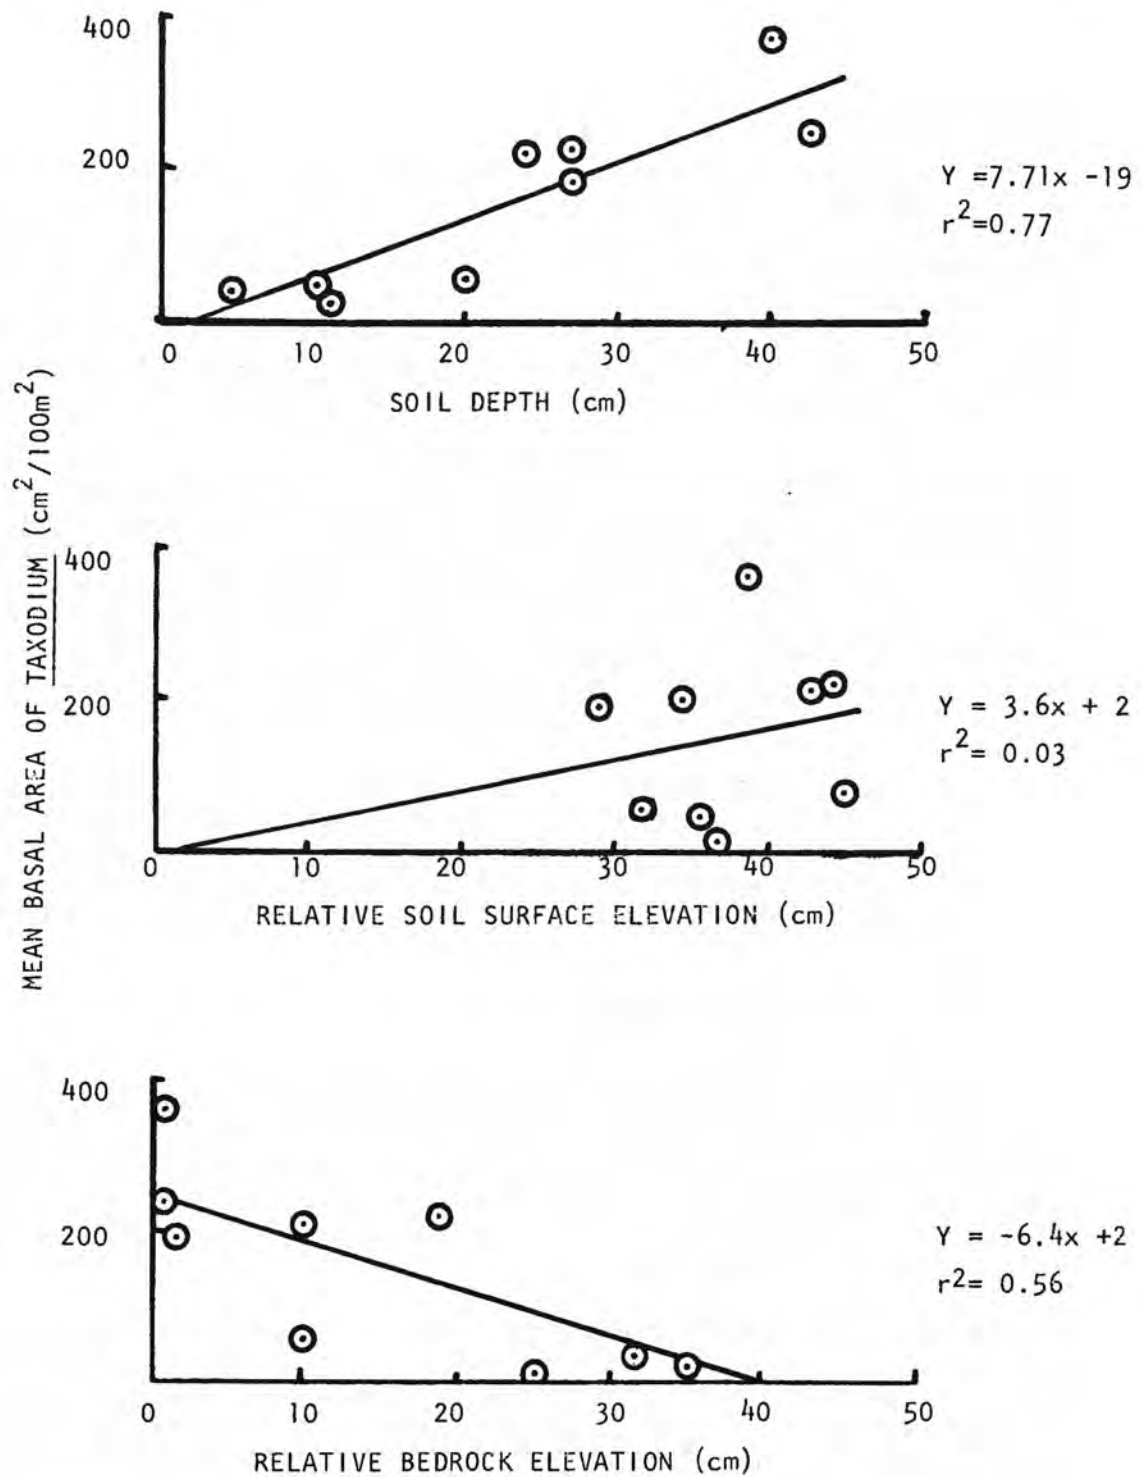 MEAN BASAL AREA OF TAXODIUM (cm²/100m²)
400
200
0 10 20 30 40 50
SOIL DEPTH (cm)
Y =7.71x -19
r²=0.77
400
200
0 10 20 30 40 50
RELATIVE SOIL SURFACE ELEVATION (cm)
Y = 3.6x + 2
r²= 0.03
400
200
0 10 20 30 40 50
RELATIVE BEDROCK ELEVATION (cm)
Y = -6.4x +2
r²= 0.56